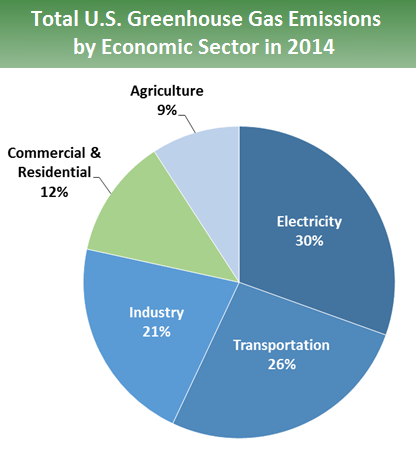 Total U.S. Greenhouse Gas Emissions
by Economic Sector in 2014
Agriculture
9%
Commercial &
Residential
12%
Electricity
30%
Industry
21%
Transportation
26%